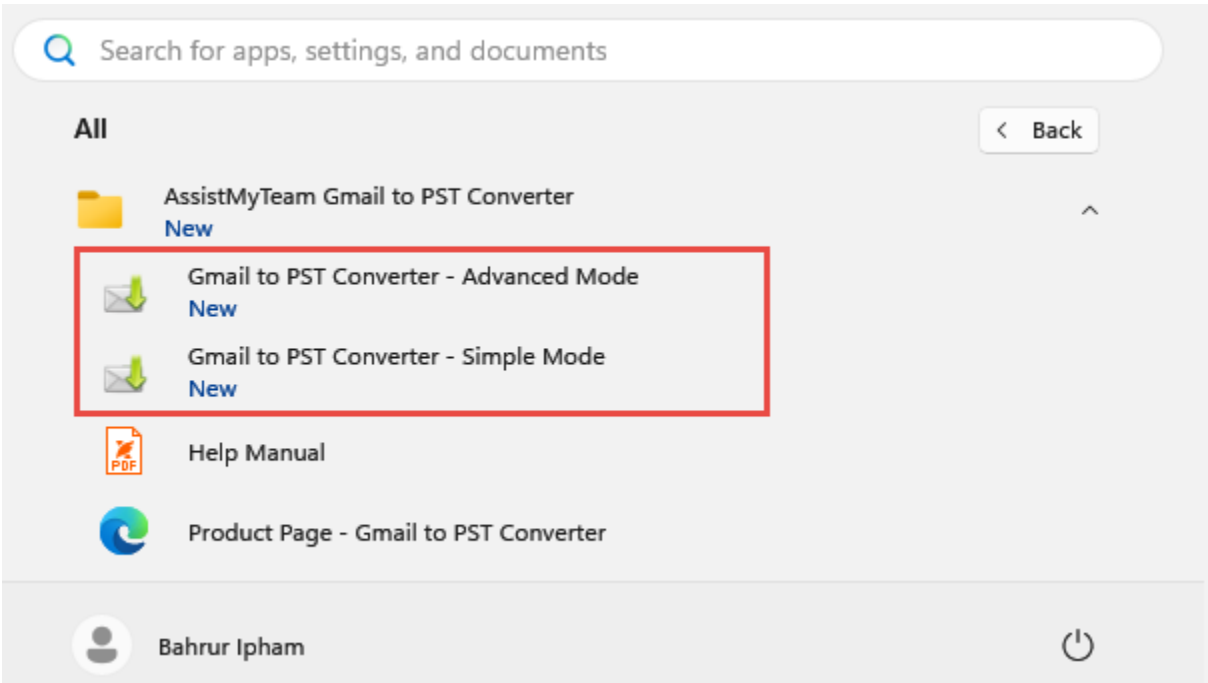 Search for apps, settings, and documents
All
Back
AssistMyTeam Gmail to PST Converter
New
Gmail to PST Converter - Advanced Mode
New
Gmail to PST Converter - Simple Mode
New
PDF
Help Manual
Product Page - Gmail to PST Converter
Bahrur Ipham